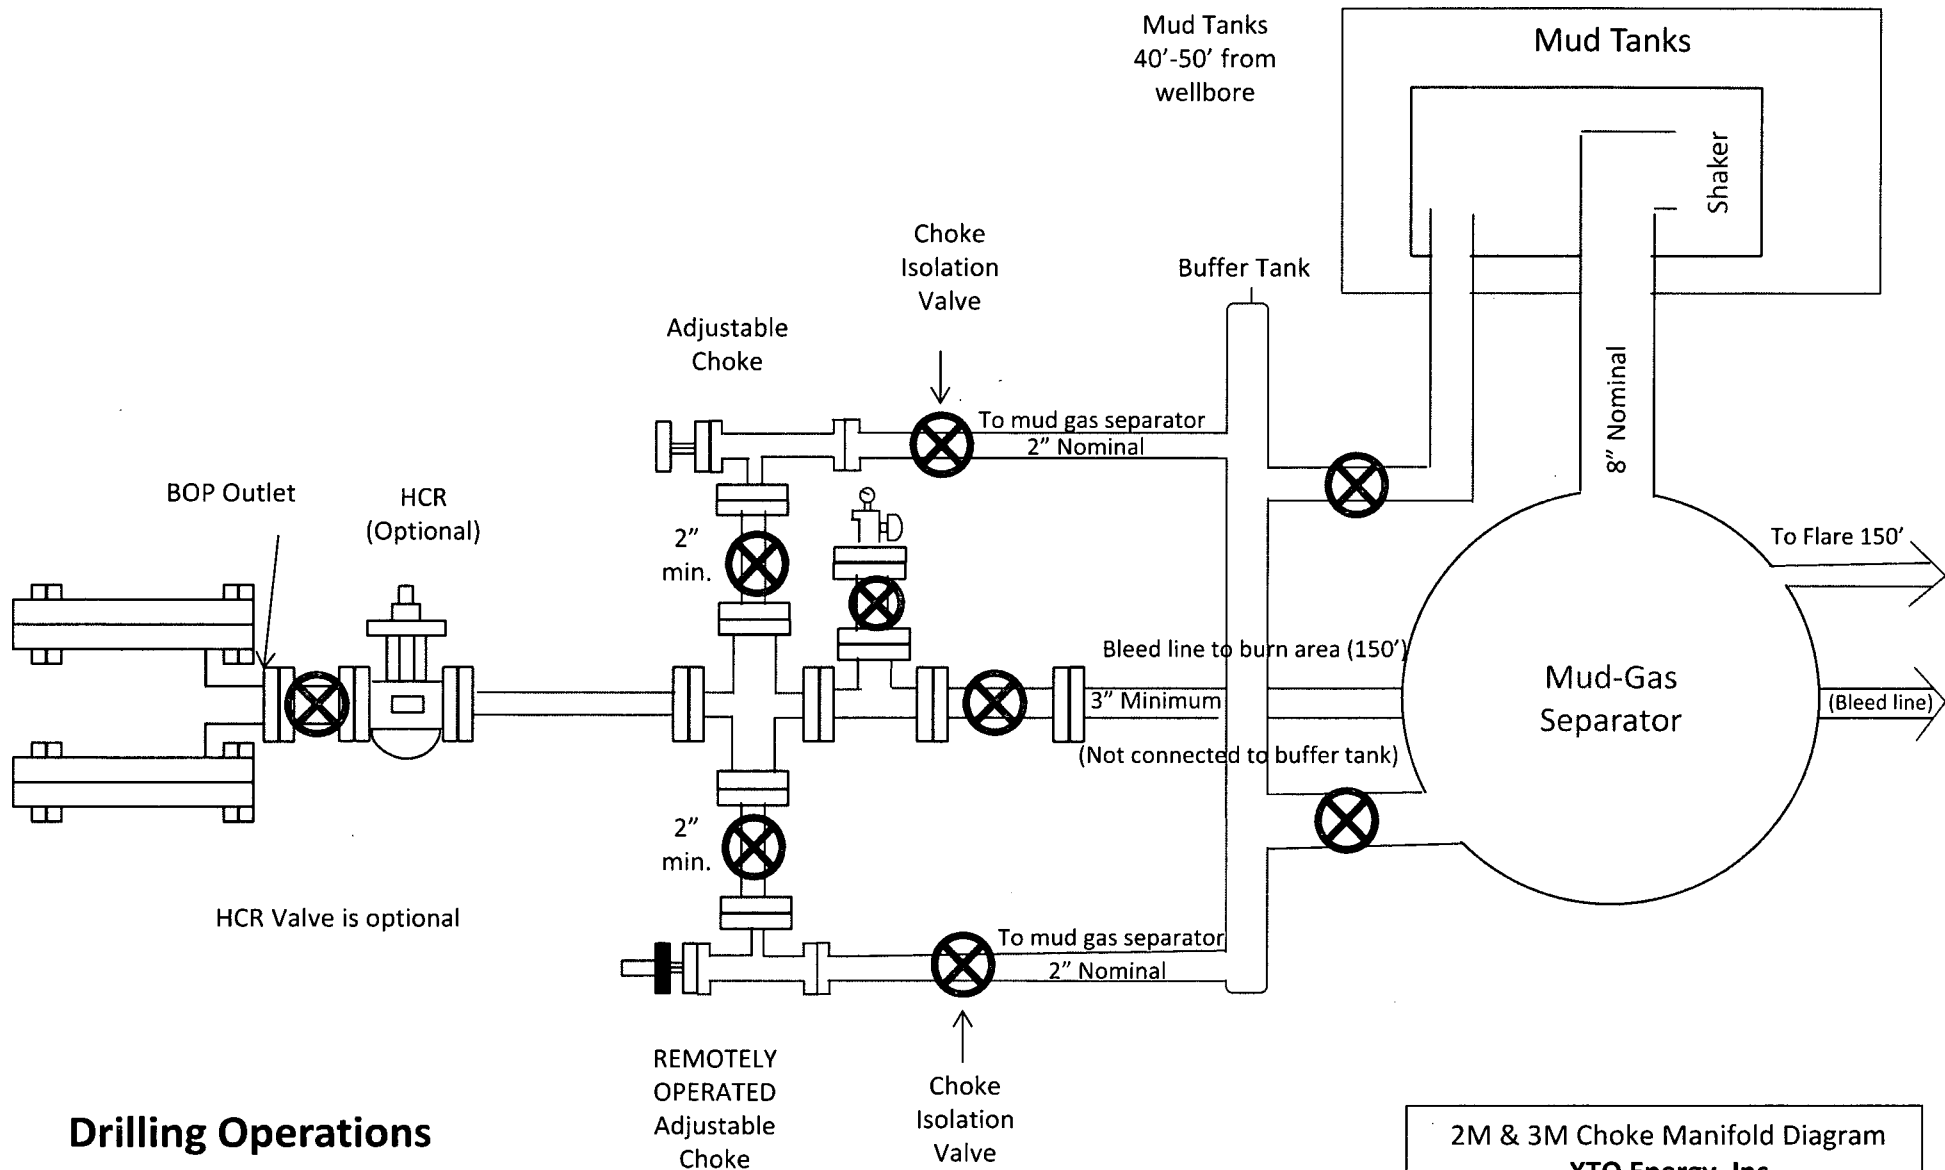 Mud Tanks
40’-50’ from
wellbore
Mud Tanks
Shaker
Choke
Isolation
Valve
Buffer Tank
Adjustable
Choke
8” Nominal
To mud gas separator
2” Nominal
BOP Outlet
HCR
(Optional)
2”
min.
To Flare 150’
Bleed line to burn area (150’)
3” Minimum
(Not connected to buffer tank)
Mud-Gas
Separator
(Bleed line)
2”
min.
HCR Valve is optional
To mud gas separator
2” Nominal
REMOTELY
OPERATED
Adjustable
Choke
Choke
Isolation
Valve
Drilling Operations
2M & 3M Choke Manifold Diagram
XTO Energy, Inc.